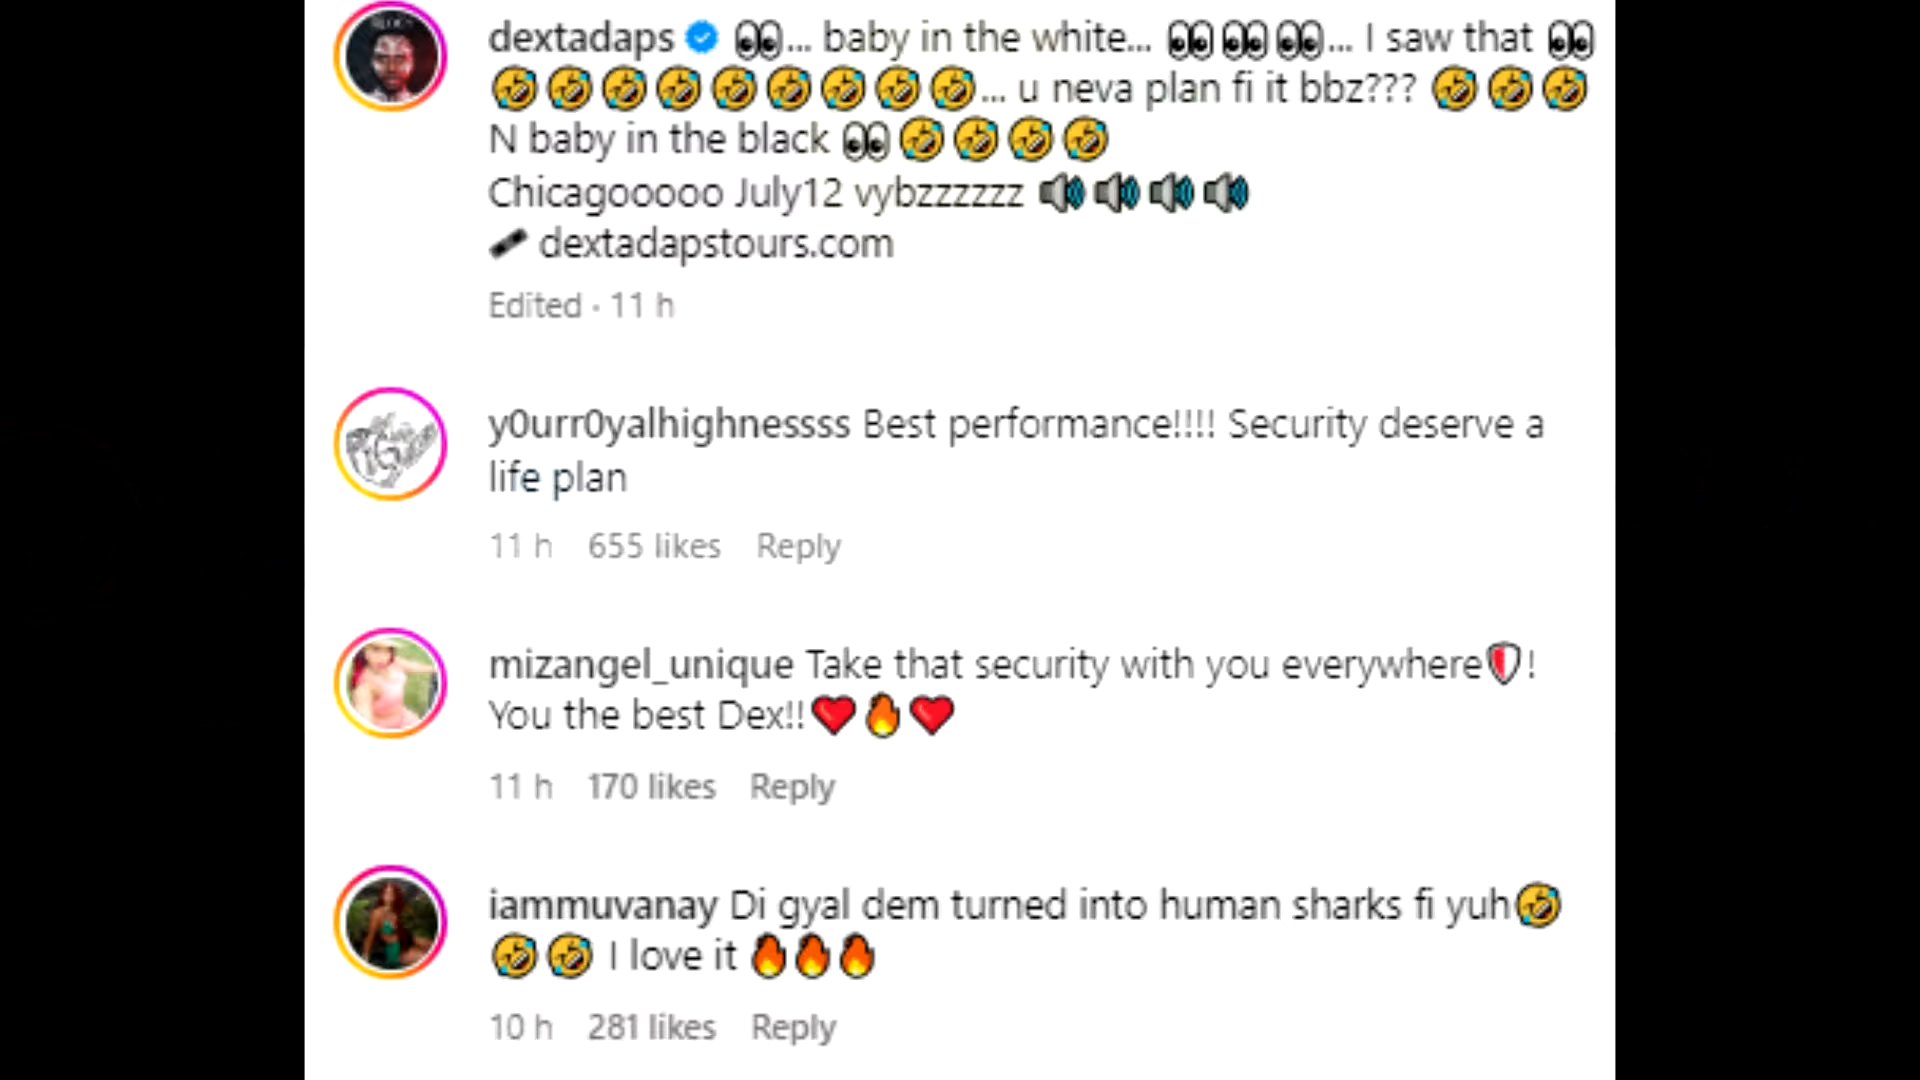 dextadaps 👀... baby in the white... 👀👀👀... I saw that 👀
🤣🤣🤣🤣🤣🤣🤣🤣🤣... u neva plan fi it bbz??? 🤣🤣🤣
N baby in the black 👀🤣🤣🤣🤣
Chicagooooo July12 vybzzzzzz 🔊🔊🔊🔊
dextadapstours.com
Edited · 11 h
y0urr0yalhighnessss Best performance!!!! Security deserve a
life plan
11 h 655 likes Reply
mizangel_unique Take that security with you everywhere🛡!
You the best Dex!!❤️🔥❤️
11 h 170 likes Reply
iammuvanay Di gyal dem turned into human sharks fi yuh🤣
🤣🤣 I love it 🔥🔥🔥
10 h 281 likes Reply